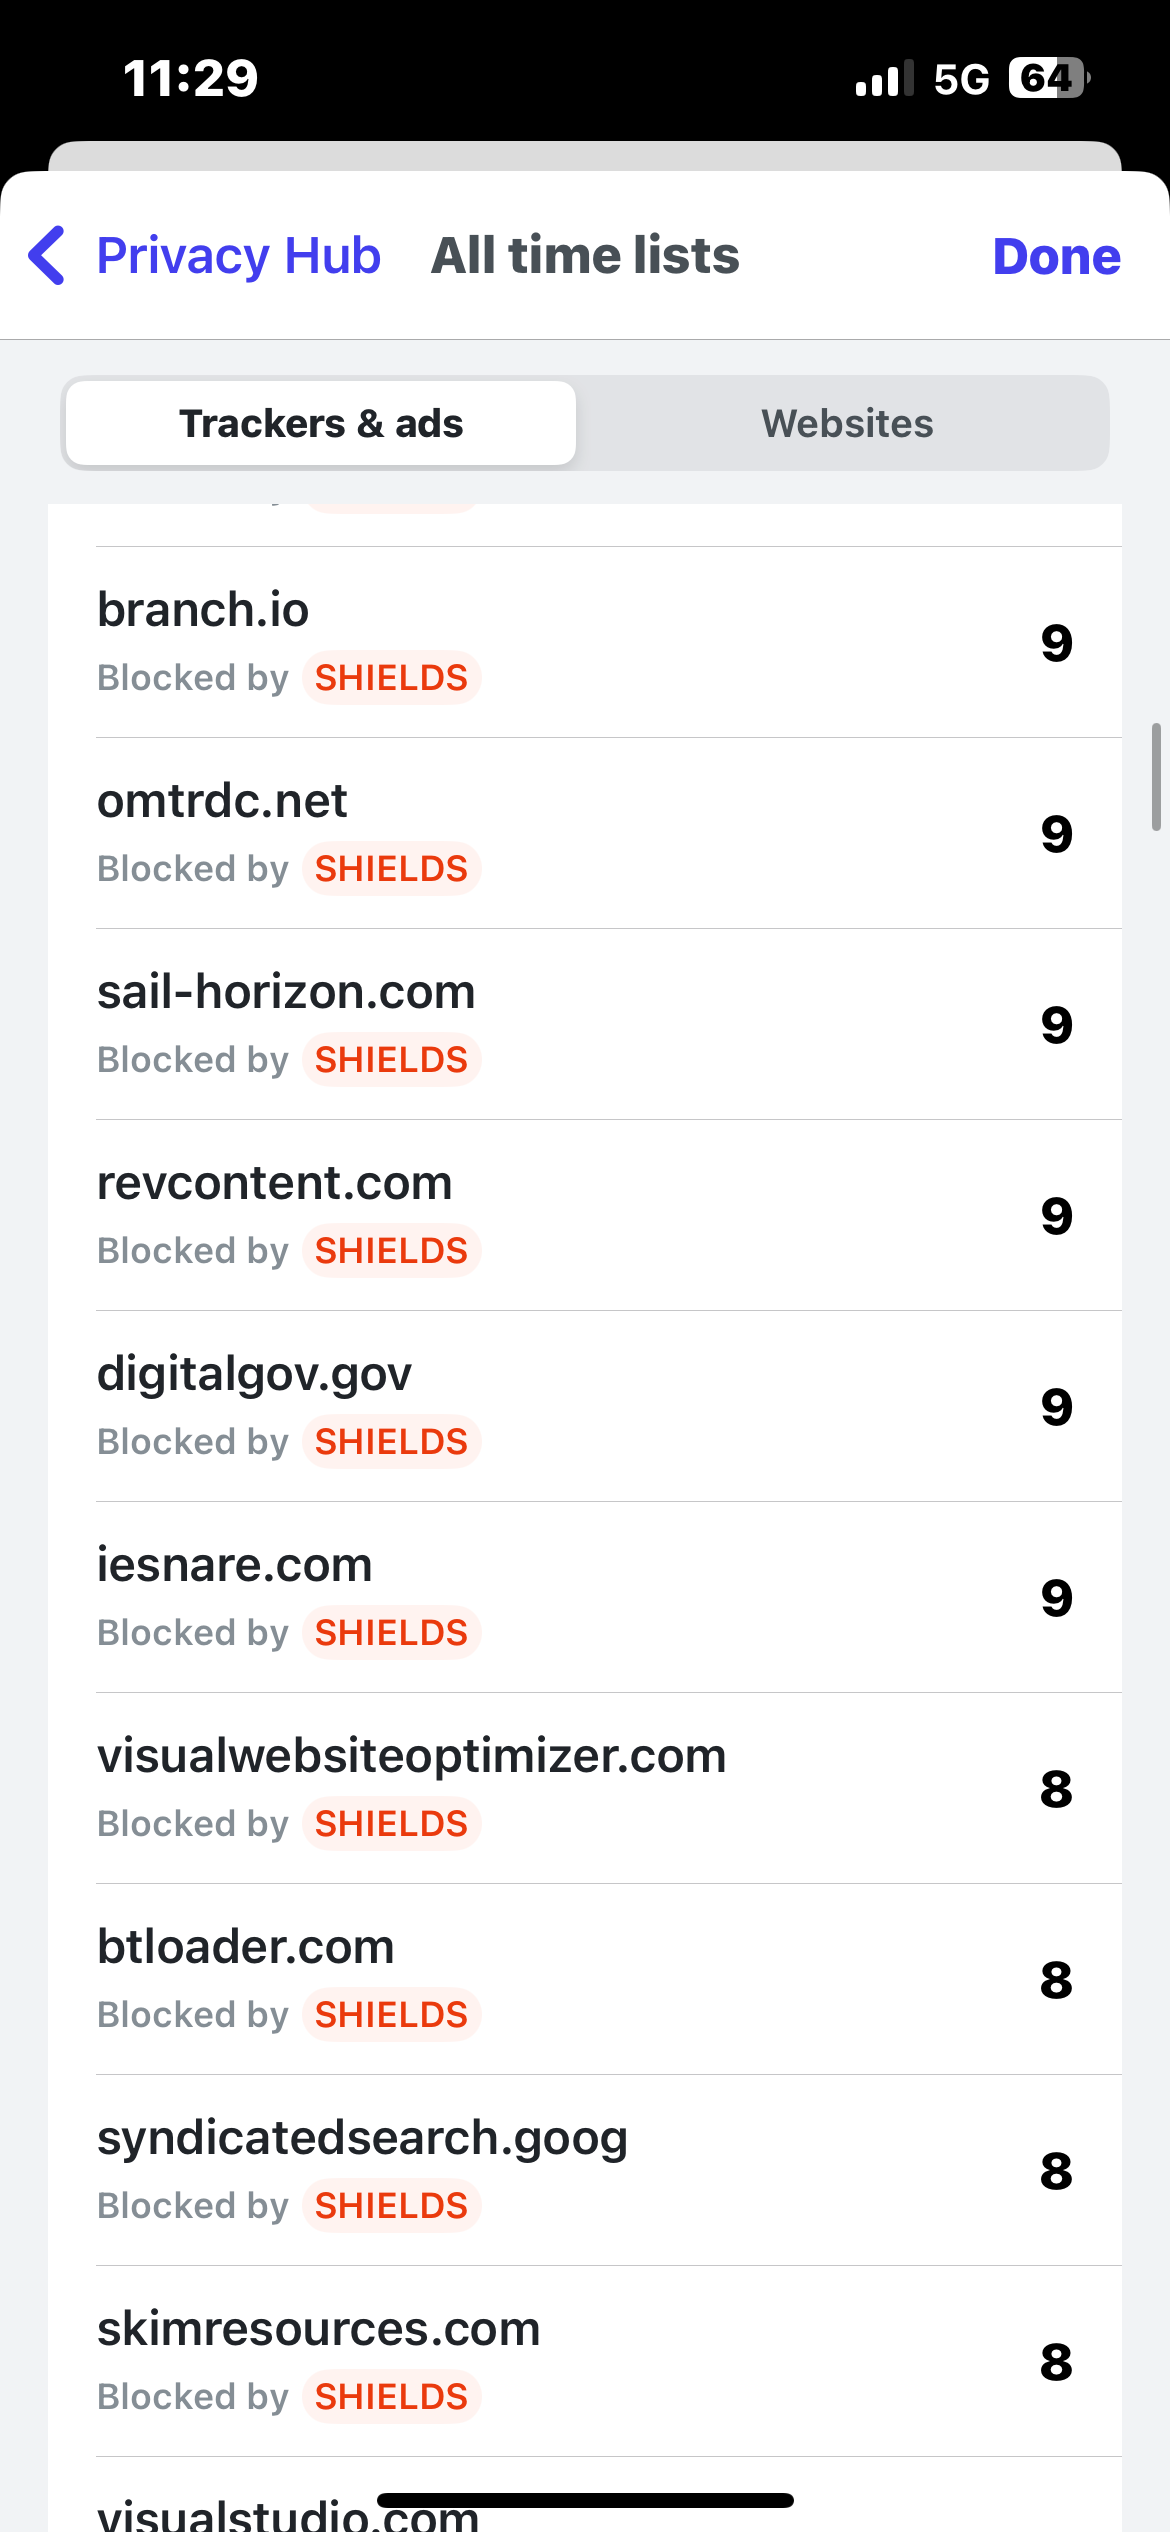 11:29
5G 64
Privacy Hub All time lists Done
Trackers & ads Websites
branch.io
Blocked by SHIELDS
9
omtrdc.net
Blocked by SHIELDS
9
sail-horizon.com
Blocked by SHIELDS
9
revcontent.com
Blocked by SHIELDS
9
digitalgov.gov
Blocked by SHIELDS
9
iesnare.com
Blocked by SHIELDS
9
visualwebsiteoptimizer.com
Blocked by SHIELDS
8
btloader.com
Blocked by SHIELDS
8
syndicatedsearch.goog
Blocked by SHIELDS
8
skimresources.com
Blocked by SHIELDS
8
visualstudio.com